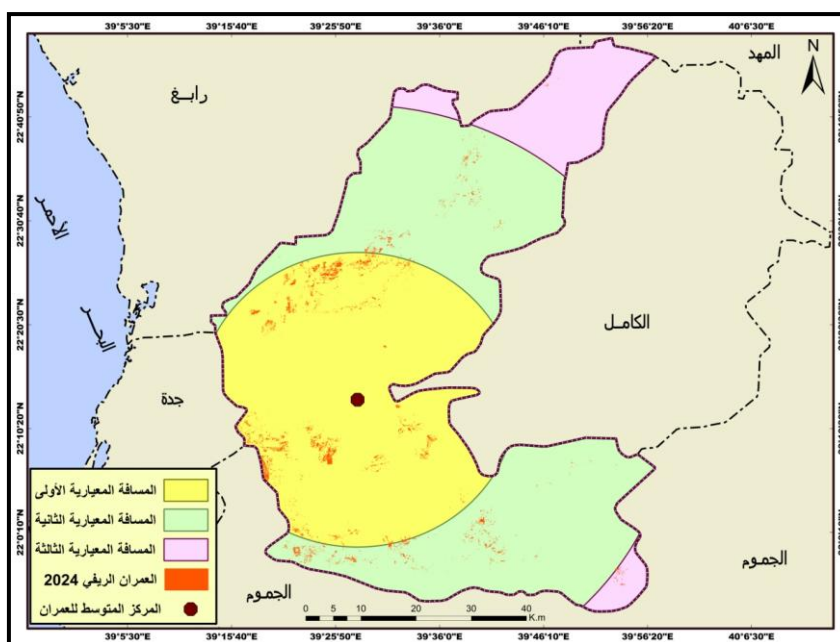 39°5'30"E 39°15'40"E 39°25'50"E 39°36'0"E 39°46'10"E 39°56'20"E 40°6'30"E
N
المهد
رابــغ
22°40'50"N
22°30'40"N
22°20'30"N
22°10'20"N
22°0'10"N
البحــر
الأحمر
الكامـل
جدة
الجمـوم
الجموم
المسافة المعيارية الأولى
المسافة المعيارية الثانية
المسافة المعيارية الثالثة
العمران الريفي 2024
المركز المتوسط للعمران
0 5 10 20 30 40
K.m
39°5'30"E 39°15'40"E 39°25'50"E 39°36'0"E 39°46'10"E 39°56'20"E 40°6'30"E